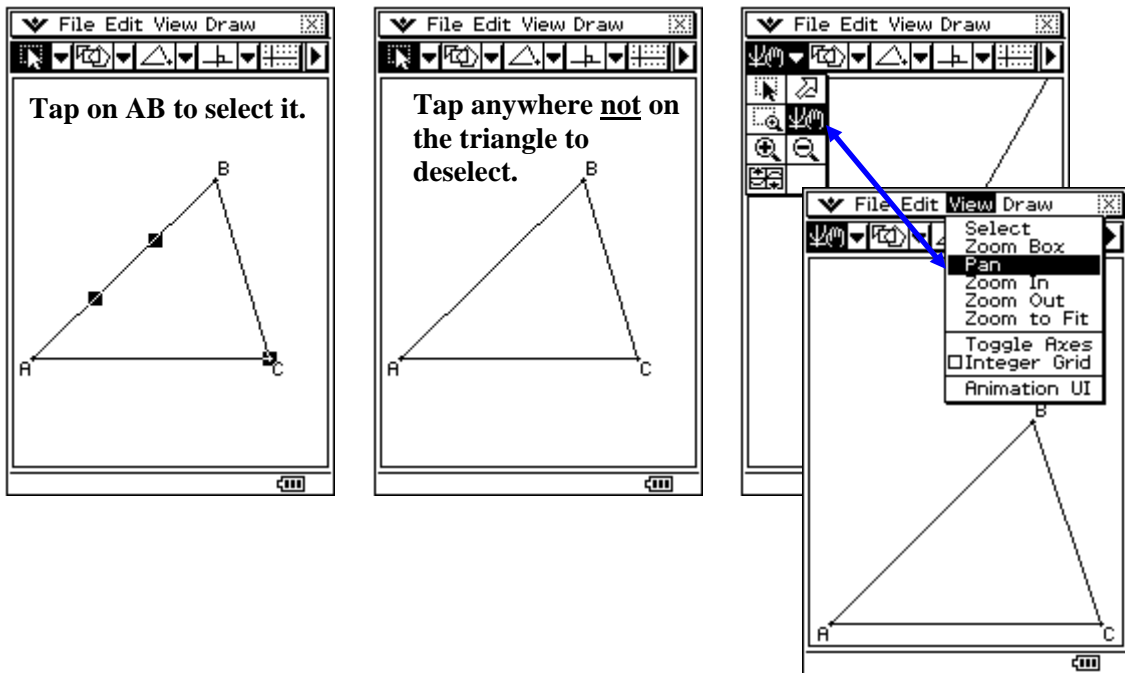 File Edit View Draw
Tap on AB to select it.
B
A
C
File Edit View Draw
Tap anywhere not on
the triangle to
deselect.
B
A
C
File Edit View Draw
File Edit View Draw
Select
Zoom Box
Pan
Zoom In
Zoom Out
Zoom to Fit
Toggle Axes
Integer Grid
Animation UI
B
A
C